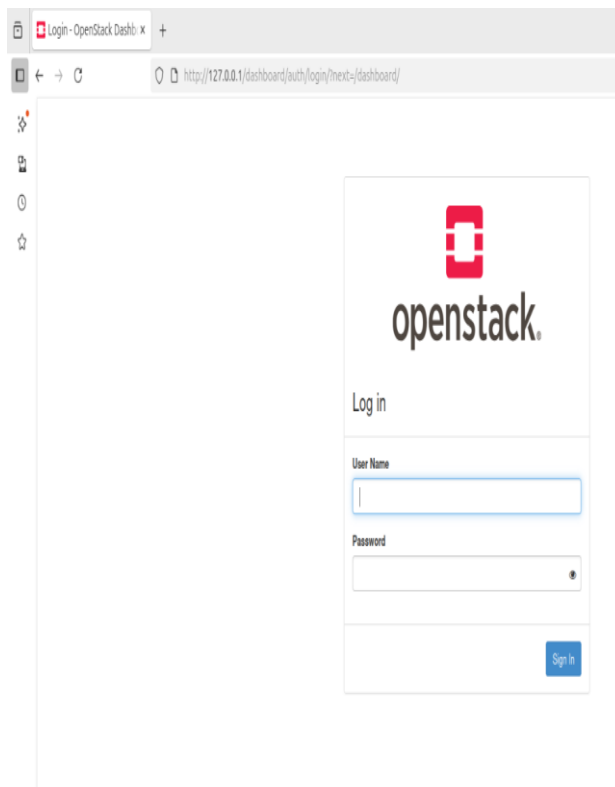 Login - OpenStack Dashb
http://127.0.0.1/dashboard/auth/login/?next=/dashboard/
openstack.
Log in
User Name
Password
Sign In